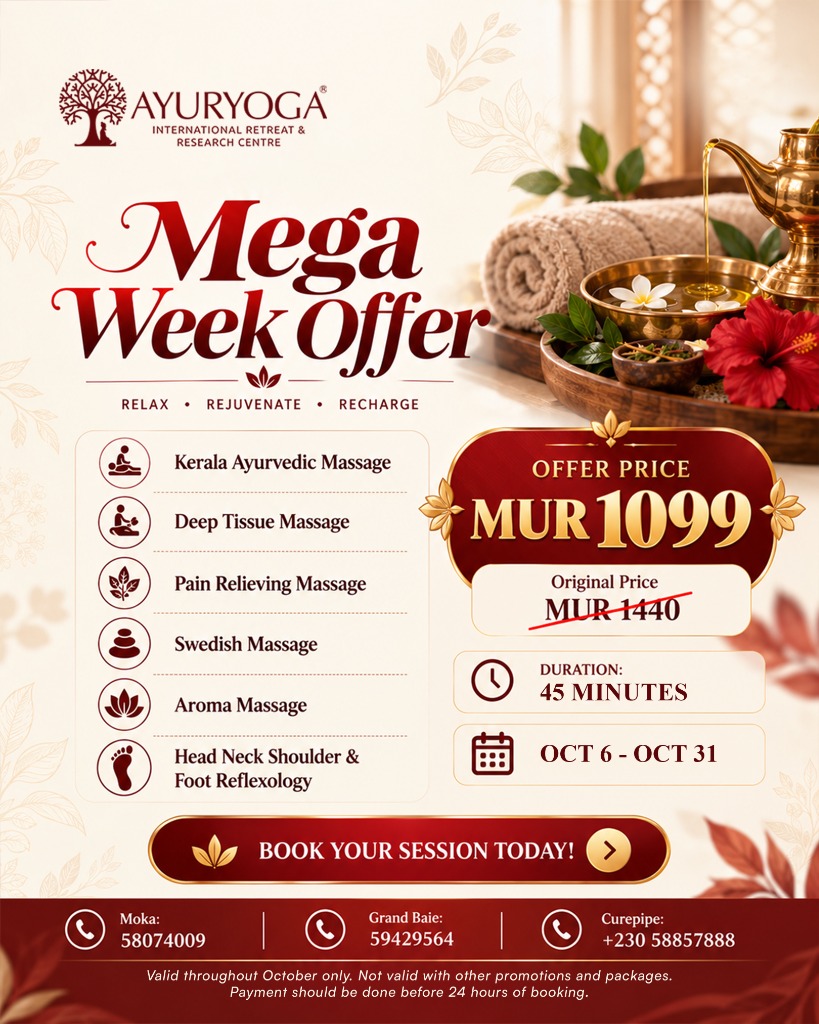 AYURYOGA®
INTERNATIONAL RETREAT &
RESEARCH CENTRE
Mega
Week Offer
RELAX • REJUVENATE • RECHARGE
Kerala Ayurvedic Massage
Deep Tissue Massage
Pain Relieving Massage
Swedish Massage
Aroma Massage
Head Neck Shoulder &
Foot Reflexology
OFFER PRICE
MUR 1099
Original Price
MUR 1440
DURATION:
45 MINUTES
OCT 6 - OCT 31
BOOK YOUR SESSION TODAY!
Moka:
58074009
Grand Baie:
59429564
Curepipe:
+230 58857888
Valid throughout October only. Not valid with other promotions and packages.
Payment should be done before 24 hours of booking.